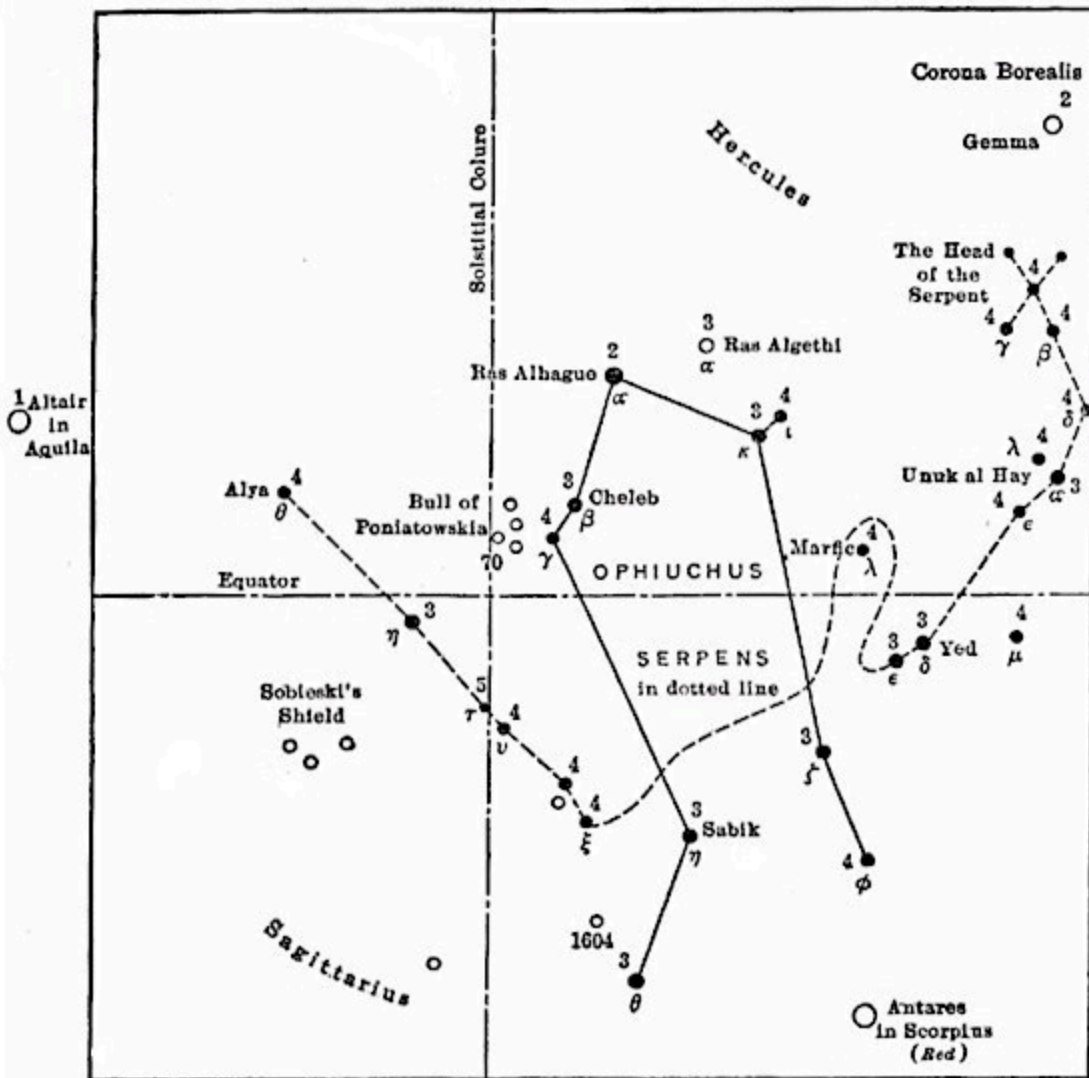 Corona Borealis
2
Gemma
Hercules
Solstitial Colure
The Head
of the
Serpent
4
4
γ
4
β
3
α
Ras Algethi
2
Ras Alhague
α
1
Altair
in
Aquila
3
κ
4
ι
4
δ
λ
4
Unuk al Hay
α
3
4
ε
Alya
4
θ
Bull of
Poniatowskia
70
3
Cheleb
β
4
γ
Marfic
4
λ
OPHIUCHUS
Equator
3
η
SERPENS
in dotted line
3
ε
3
δ
Yed
4
μ
Sobieski's
Shield
5
τ
4
υ
4
4
ξ
3
ζ
3
Sabik
η
4
φ
1604
3
θ
Sagittarius
Antares
in Scorpius
(Red)